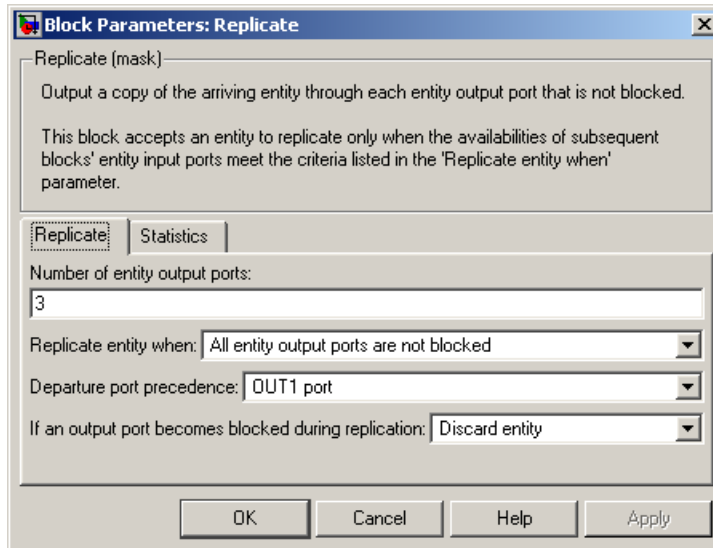 Block Parameters: Replicate
Replicate (mask)
Output a copy of the arriving entity through each entity output port that is not blocked.
This block accepts an entity to replicate only when the availabilities of subsequent
blocks' entity input ports meet the criteria listed in the 'Replicate entity when'
parameter.
Replicate Statistics
Number of entity output ports:
3
Replicate entity when: All entity output ports are not blocked
Departure port precedence: OUT1 port
If an output port becomes blocked during replication: Discard entity
OK Cancel Help Apply